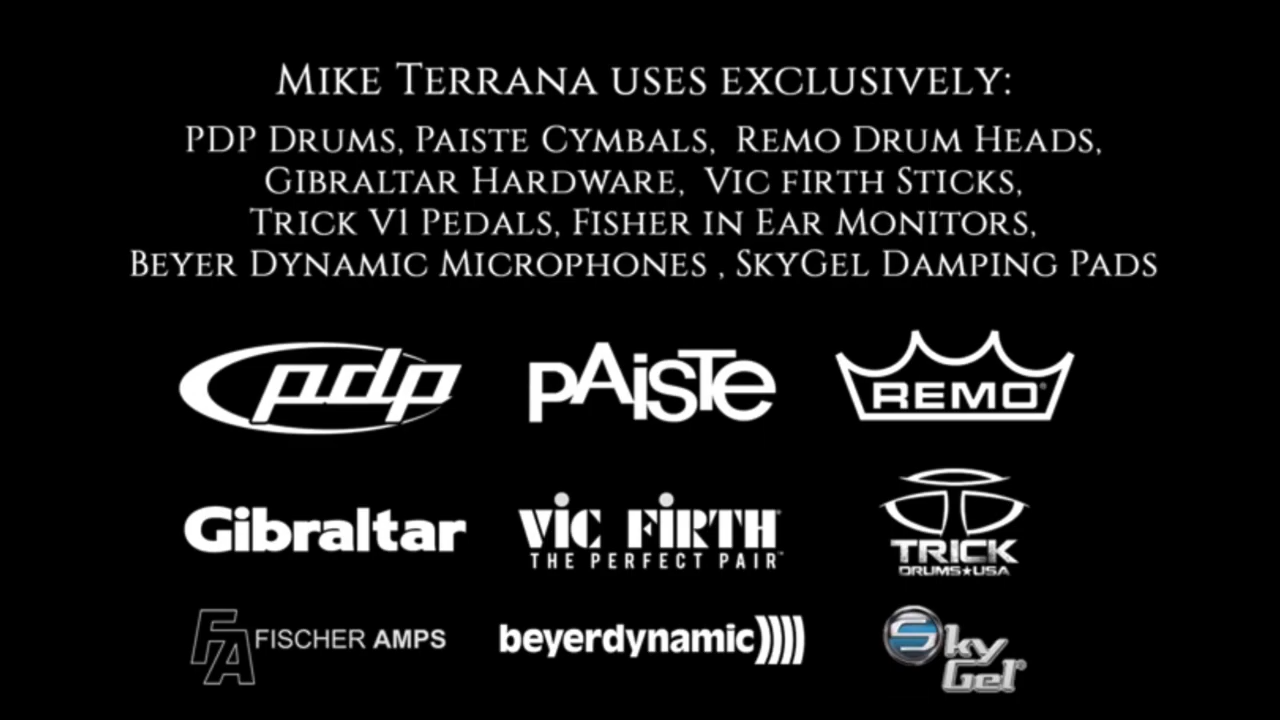 Mike Terrana uses exclusively:
PDP Drums, Paiste Cymbals, Remo Drum Heads,
Gibraltar Hardware, Vic firth Sticks,
Trick V1 Pedals, Fisher in Ear Monitors,
Beyer Dynamic Microphones , SkyGel Damping Pads
pdp
PAiSTe
REMO®
Gibraltar
VIC FIRTH
THE PERFECT PAIR™
TRICK
DRUMS★USA
FA FISCHER AMPS
beyerdynamic
Sky
Gel®